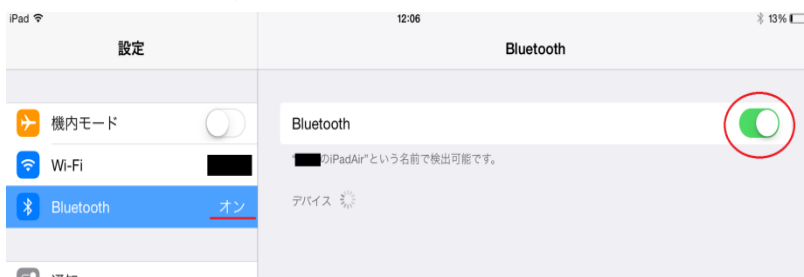 iPad 12:06 13%
設定 Bluetooth
機内モード
Bluetooth
Wi-Fi
のiPadAir"という名前で検出可能です。
Bluetooth オン
デバイス